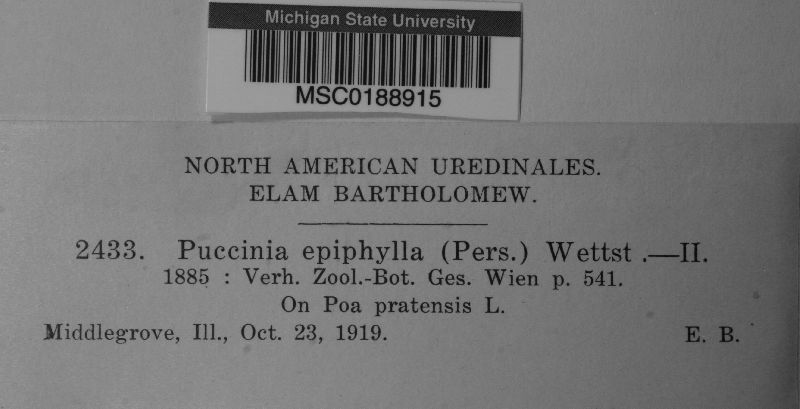 Michigan State University
MSC0188915
NORTH AMERICAN UREDINALES.
ELAM BARTHOLOMEW.
2433. Puccinia epiphylla (Pers.) Wettst .—II.
1885 : Verh. Zool.-Bot. Ges. Wien p. 541.
On Poa pratensis L.
Middlegrove, Ill., Oct. 23, 1919. E. B.